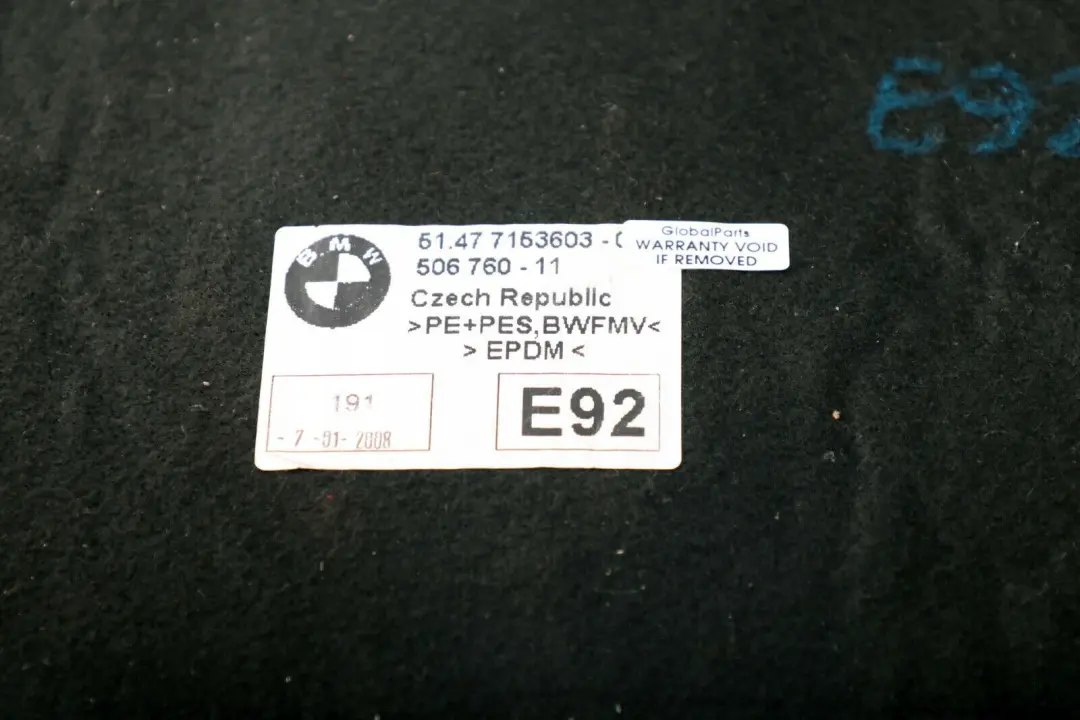 E92
BMW
51.47 7153603 -
506 760 - 11
Czech Republic
>PE+PES,BWFMV<
> EPDM <
GlobalParts
WARRANTY VOID
IF REMOVED
191
- 7 -01- 2008
E92